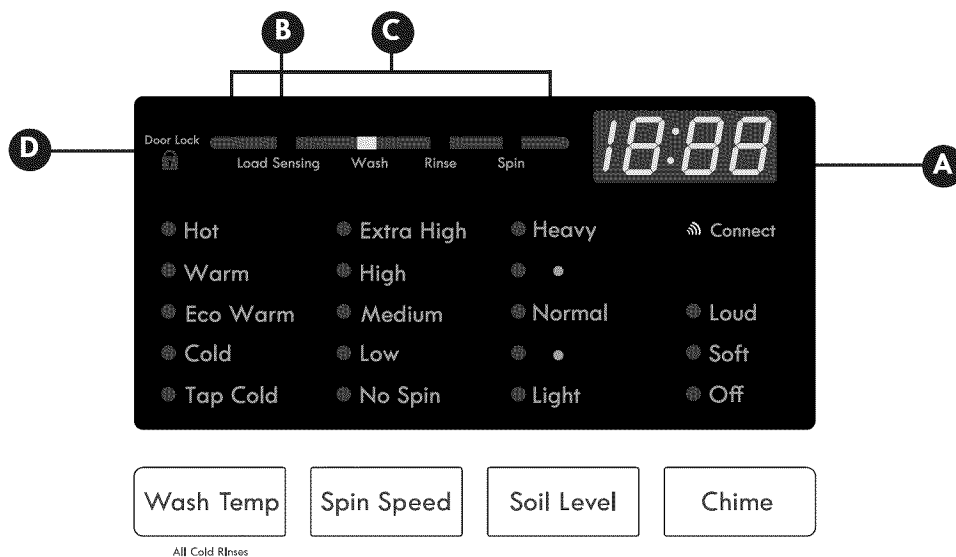 B
C
D
Door Lock
Load Sensing Wash Rinse Spin
18:88
A
Hot Extra High Heavy Connect
Warm High
Eco Warm Medium Normal Loud
Cold Low Soft
Tap Cold No Spin Light Off
Wash Temp Spin Speed Soil Level Chime
All Cold Rinses